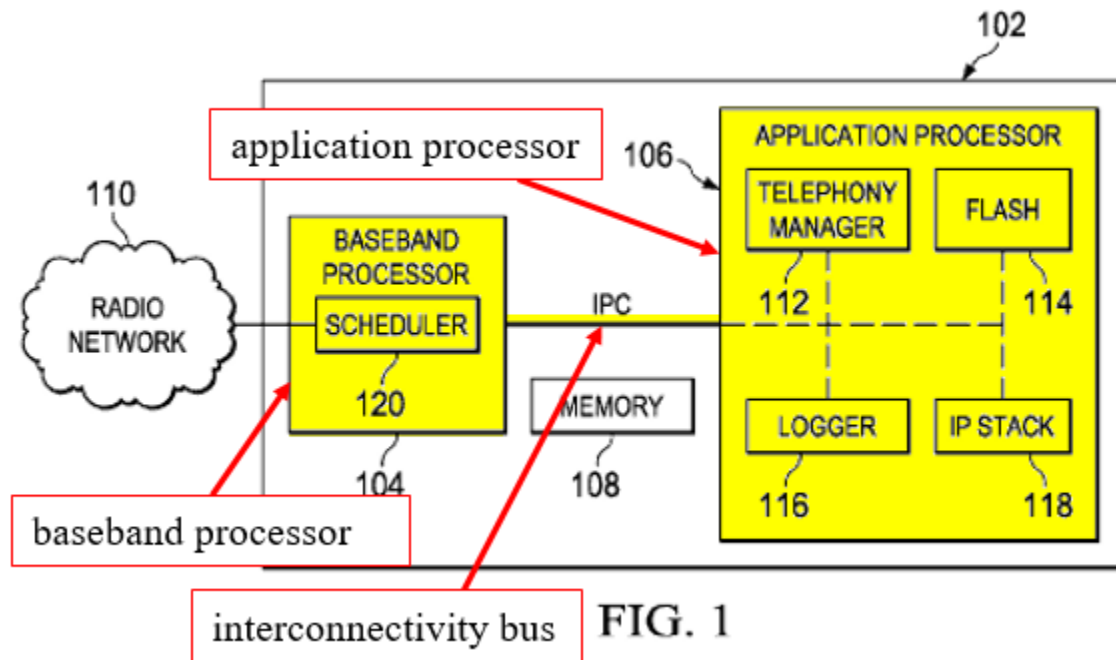 102
application processor
106
APPLICATION PROCESSOR
TELEPHONY
MANAGER
112
FLASH
114
110
RADIO
NETWORK
BASEBAND
PROCESSOR
SCHEDULER
120
104
IPC
MEMORY
108
LOGGER
116
IP STACK
118
baseband processor
interconnectivity bus
FIG. 1